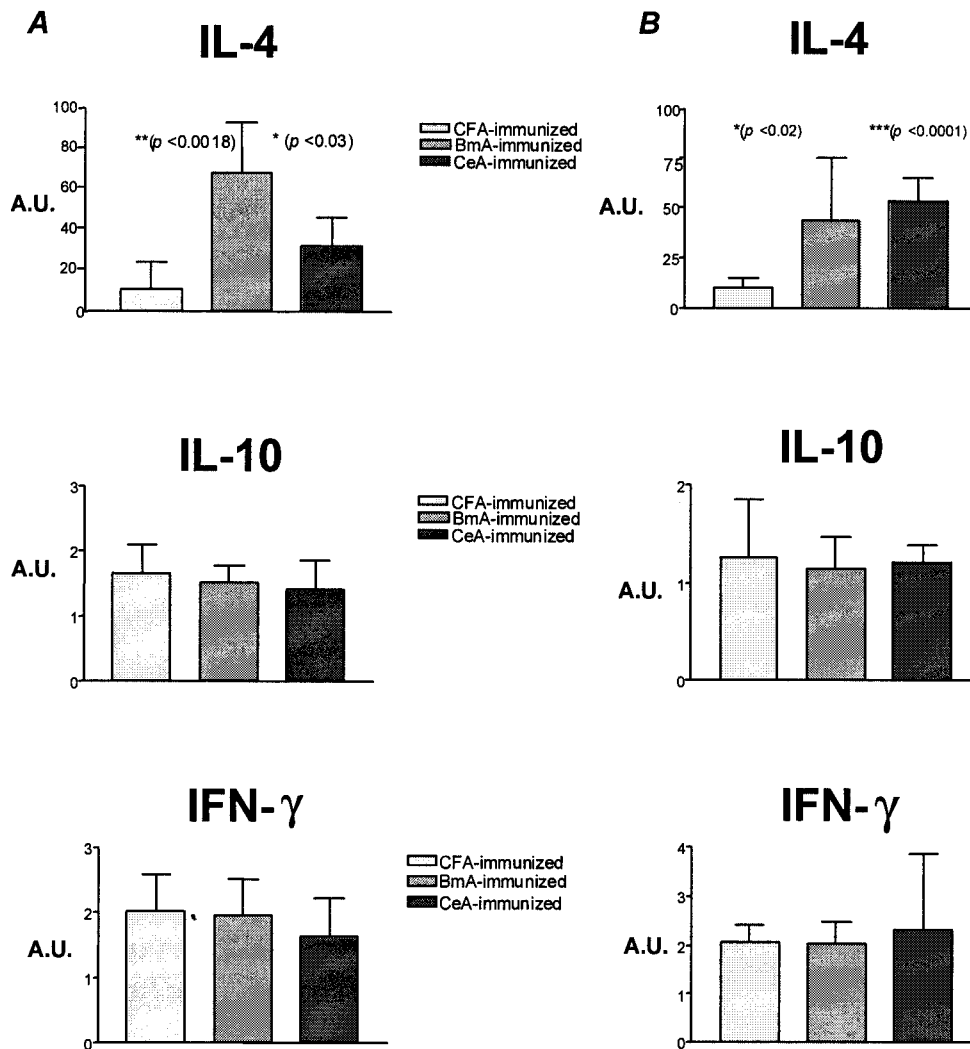 A
IL-4
100
80
60
40
20
0
A.U.
**(p <0.0018)
* (p <0.03)
CFA-immunized
BmA-immunized
CeA-immunized
B
IL-4
100
75
50
25
0
A.U.
*(p <0.02)
***(p <0.0001)
IL-10
3
2
1
0
A.U.
CFA-immunized
BmA-immunized
CeA-immunized
IL-10
2
1
0
A.U.
IFN-γ
3
2
1
0
A.U.
CFA-immunized
BmA-immunized
CeA-immunized
IFN-γ
4
3
2
1
0
A.U.